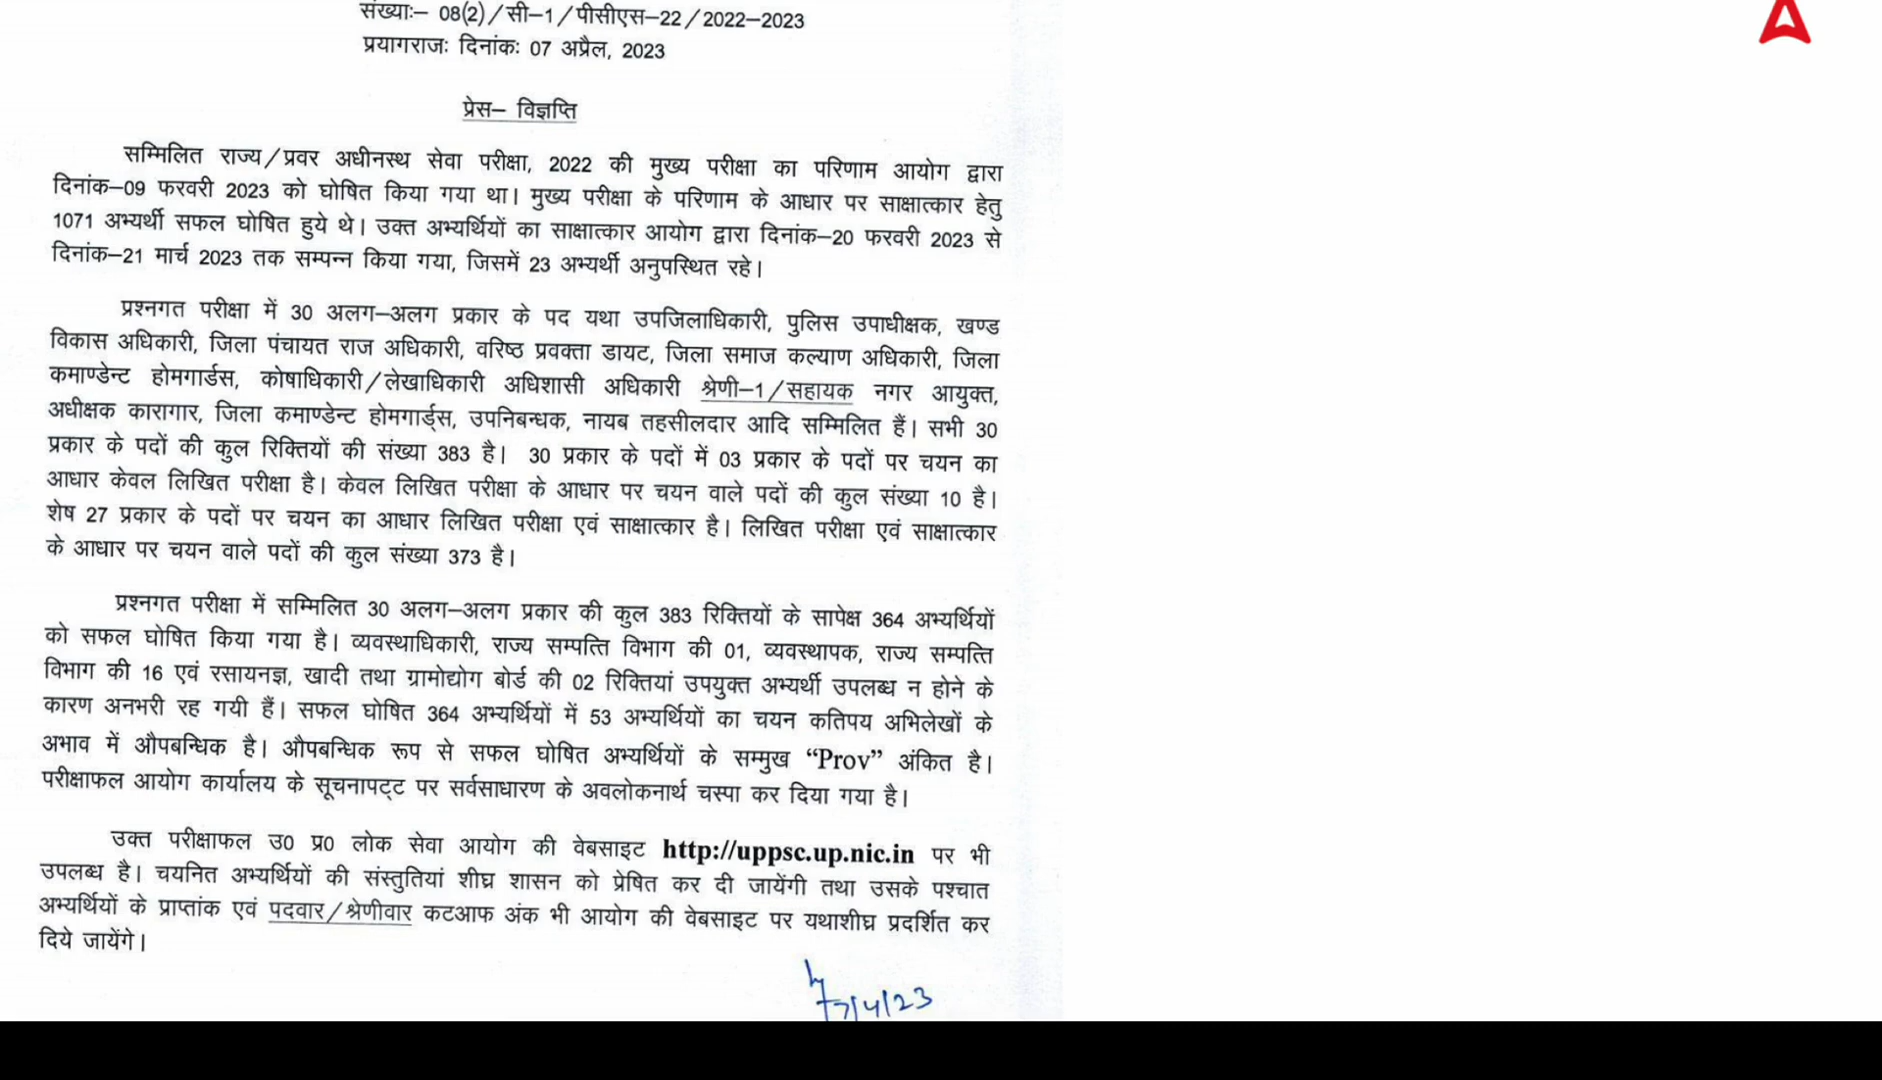 संख्याः– 08(2)/सी–1/पीसीएस–22/2022–2023
प्रयागराजः दिनांकः 07 अप्रैल, 2023
प्रेस– विज्ञप्ति
सम्मिलित राज्य/प्रवर अधीनस्थ सेवा परीक्षा, 2022 की मुख्य परीक्षा का परिणाम आयोग द्वारा
दिनांक–09 फरवरी 2023 को घोषित किया गया था। मुख्य परीक्षा के परिणाम के आधार पर साक्षात्कार हेतु
1071 अभ्यर्थी सफल घोषित हुये थे। उक्त अभ्यर्थियों का साक्षात्कार आयोग द्वारा दिनांक–20 फरवरी 2023 से
दिनांक–21 मार्च 2023 तक सम्पन्न किया गया, जिसमें 23 अभ्यर्थी अनुपस्थित रहे।
प्रश्नगत परीक्षा में 30 अलग–अलग प्रकार के पद यथा उपजिलाधिकारी, पुलिस उपाधीक्षक, खण्ड
विकास अधिकारी, जिला पंचायत राज अधिकारी, वरिष्ठ प्रवक्ता डायट, जिला समाज कल्याण अधिकारी, जिला
कमाण्डेन्ट होमगार्डस, कोषाधिकारी/लेखाधिकारी अधिशासी अधिकारी श्रेणी–1/सहायक नगर आयुक्त,
अधीक्षक कारागार, जिला कमाण्डेन्ट होमगार्ड्स, उपनिबन्धक, नायब तहसीलदार आदि सम्मिलित हैं। सभी 30
प्रकार के पदों की कुल रिक्तियों की संख्या 383 है। 30 प्रकार के पदों में 03 प्रकार के पदों पर चयन का
आधार केवल लिखित परीक्षा है। केवल लिखित परीक्षा के आधार पर चयन वाले पदों की कुल संख्या 10 है।
शेष 27 प्रकार के पदों पर चयन का आधार लिखित परीक्षा एवं साक्षात्कार है। लिखित परीक्षा एवं साक्षात्कार
के आधार पर चयन वाले पदों की कुल संख्या 373 है।
प्रश्नगत परीक्षा में सम्मिलित 30 अलग–अलग प्रकार की कुल 383 रिक्तियों के सापेक्ष 364 अभ्यर्थियों
को सफल घोषित किया गया है। व्यवस्थाधिकारी, राज्य सम्पत्ति विभाग की 01, व्यवस्थापक, राज्य सम्पत्ति
विभाग की 16 एवं रसायनज्ञ, खादी तथा ग्रामोद्योग बोर्ड की 02 रिक्तियां उपयुक्त अभ्यर्थी उपलब्ध न होने के
कारण अनभरी रह गयी हैं। सफल घोषित 364 अभ्यर्थियों में 53 अभ्यर्थियों का चयन कतिपय अभिलेखों के
अभाव में औपबन्धिक है। औपबन्धिक रूप से सफल घोषित अभ्यर्थियों के सम्मुख “Prov” अंकित है।
परीक्षाफल आयोग कार्यालय के सूचनापट्ट पर सर्वसाधारण के अवलोकनार्थ चस्पा कर दिया गया है।
उक्त परीक्षाफल उ0 प्र0 लोक सेवा आयोग की वेबसाइट http://uppsc.up.nic.in पर भी
उपलब्ध है। चयनित अभ्यर्थियों की संस्तुतियां शीघ्र शासन को प्रेषित कर दी जायेंगी तथा उसके पश्चात
अभ्यर्थियों के प्राप्तांक एवं पदवार/श्रेणीवार कटआफ अंक भी आयोग की वेबसाइट पर यथाशीघ्र प्रदर्शित कर
दिये जायेंगे।
7/4/23